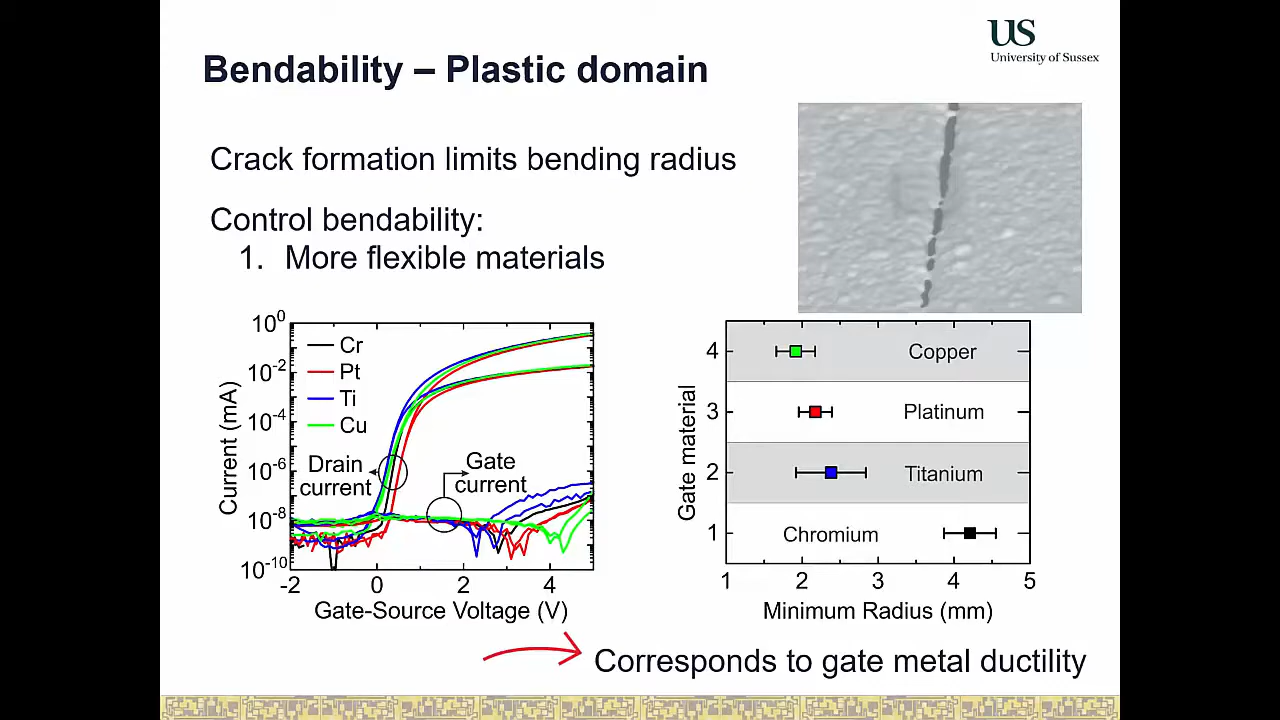 US
University of Sussex
Bendability – Plastic domain
Crack formation limits bending radius
Control bendability:
1. More flexible materials
10⁰
10⁻²
10⁻⁴
10⁻⁶
10⁻⁸
10⁻¹⁰
Current (mA)
Cr
Pt
Ti
Cu
Drain
current
Gate
current
-2 0 2 4
Gate-Source Voltage (V)
Gate material
4 Copper
3 Platinum
2 Titanium
1 Chromium
1 2 3 4 5
Minimum Radius (mm)
Corresponds to gate metal ductility